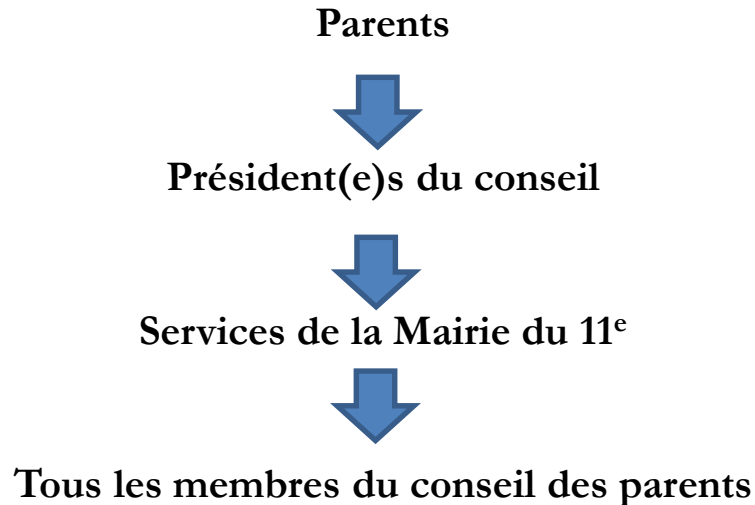 Parents
Président(e)s du conseil
Services de la Mairie du 11e
Tous les membres du conseil des parents